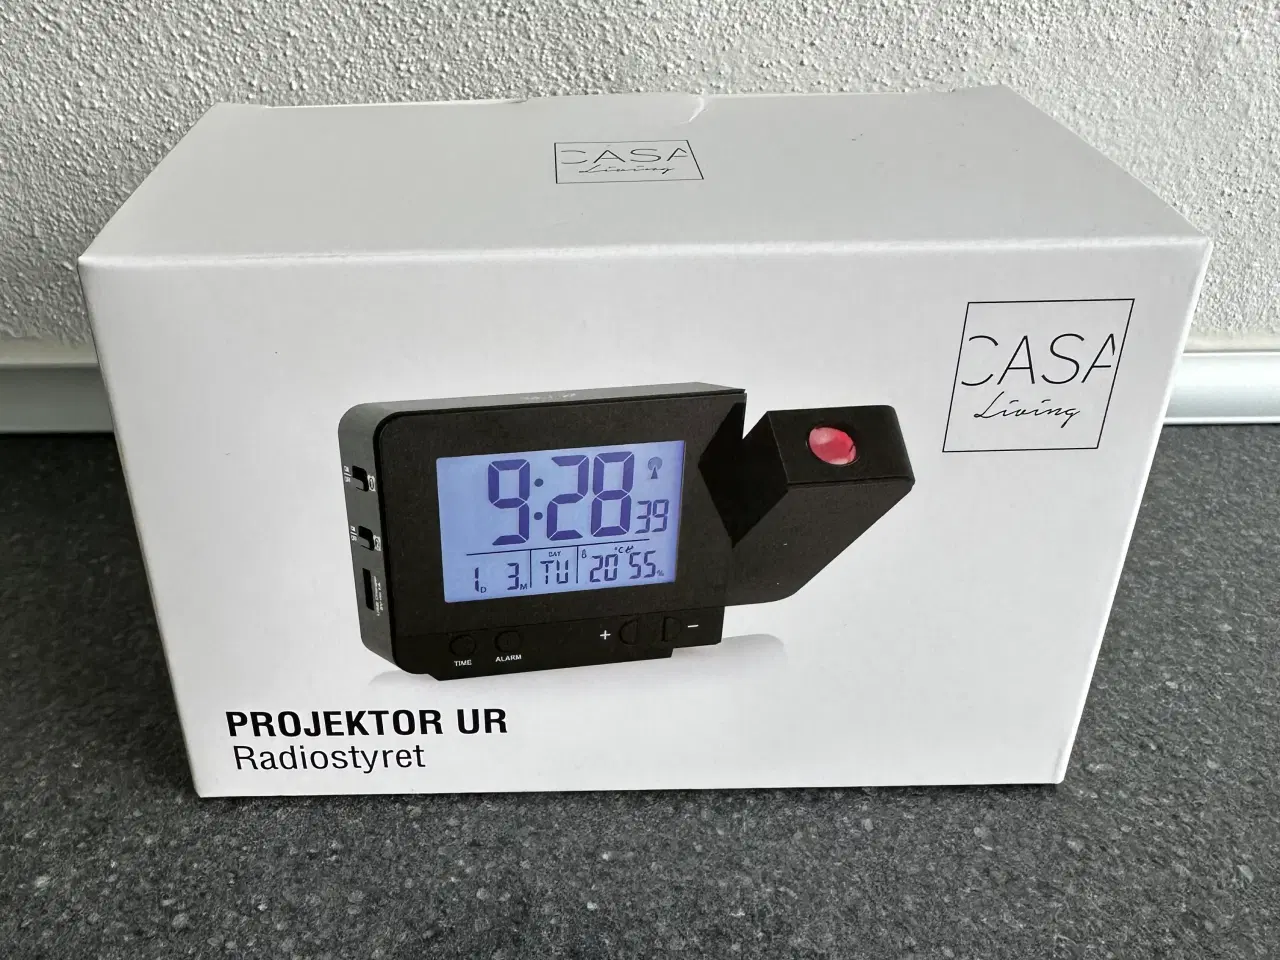 CASA
Living
CASA
Living
9:28 39
1 D 3 M DAY TU 20 °C 55 %
+ −
TIME ALARM
PROJEKTOR UR
Radiostyret